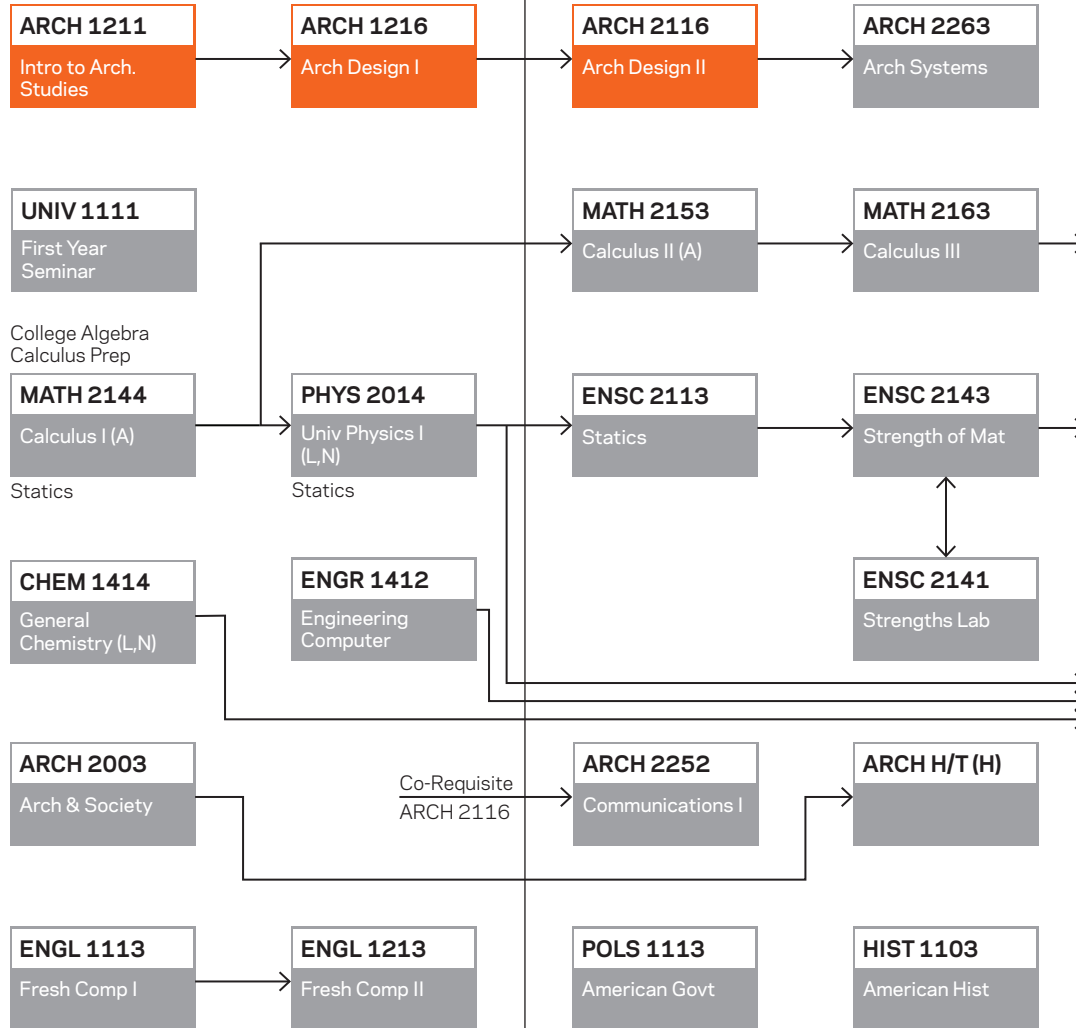 ARCH 1211
Intro to Arch.
Studies
ARCH 1216
Arch Design I
ARCH 2116
Arch Design II
ARCH 2263
Arch Systems
UNIV 1111
First Year
Seminar
MATH 2153
Calculus II (A)
MATH 2163
Calculus III
College Algebra
Calculus Prep
MATH 2144
Calculus I (A)
Statics
PHYS 2014
Univ Physics I
(L,N)
Statics
ENSC 2113
Statics
ENSC 2143
Strength of Mat
CHEM 1414
General
Chemistry (L,N)
ENGR 1412
Engineering
Computer
ENSC 2141
Strengths Lab
ARCH 2003
Arch & Society
Co-Requisite
ARCH 2116
ARCH 2252
Communications I
ARCH H/T (H)
ENGL 1113
Fresh Comp I
ENGL 1213
Fresh Comp II
POLS 1113
American Govt
HIST 1103
American Hist